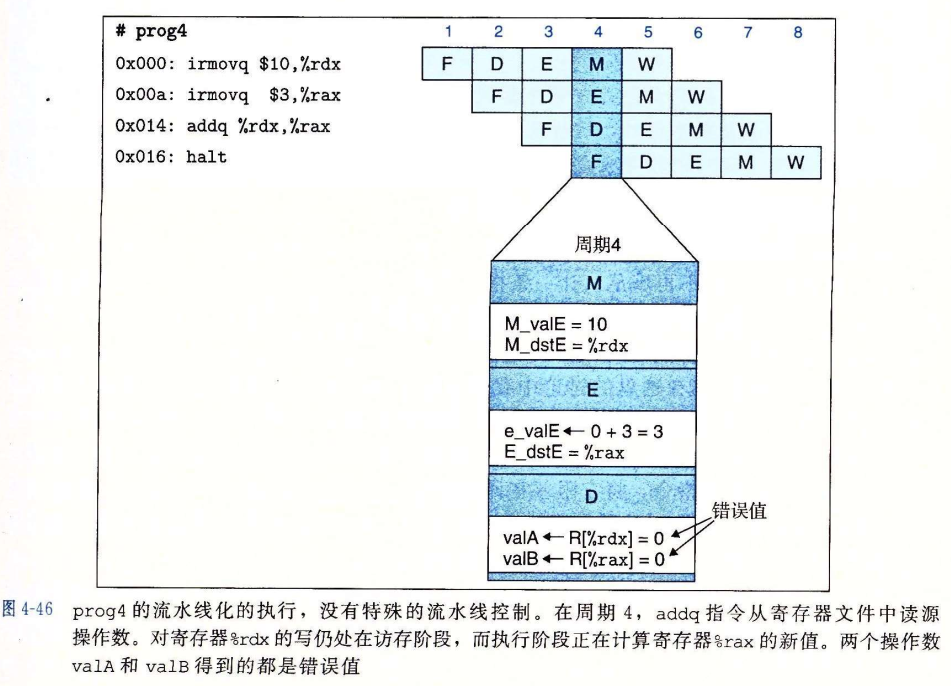 # prog4
1 2 3 4 5 6 7 8
0x000: irmovq $10,%rdx F D E M W
0x00a: irmovq $3,%rax F D E M W
0x014: addq %rdx,%rax F D E M W
0x016: halt F D E M W
周期4
M
M_valE = 10
M_dstE = %rdx
E
e_valE ← 0 + 3 = 3
E_dstE = %rax
D
错误值
valA ← R[%rdx] = 0
valB ← R[%rax] = 0
图 4-46 prog4 的流水线化的执行，没有特殊的流水线控制。在周期 4，addq 指令从寄存器文件中读源
操作数。对寄存器%rdx 的写仍处在访存阶段，而执行阶段正在计算寄存器%rax 的新值。两个操作数
valA 和 valB 得到的都是错误值